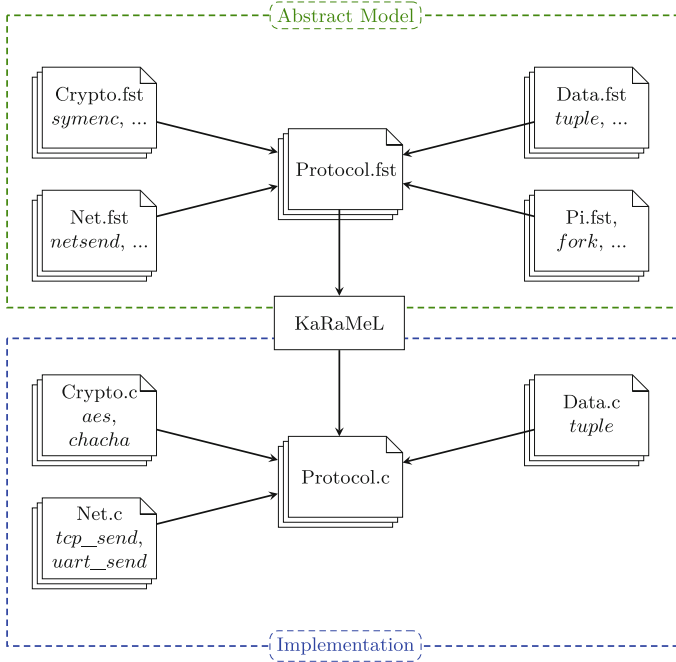 Abstract Model
Crypto.fst
symenc, ...
Data.fst
tuple, ...
Protocol.fst
Net.fst
netsend, ...
Pi.fst,
fork, ...
KaRaMeL
Crypto.c
aes,
chacha
Data.c
tuple
Protocol.c
Net.c
tcp_send,
uart_send
Implementation